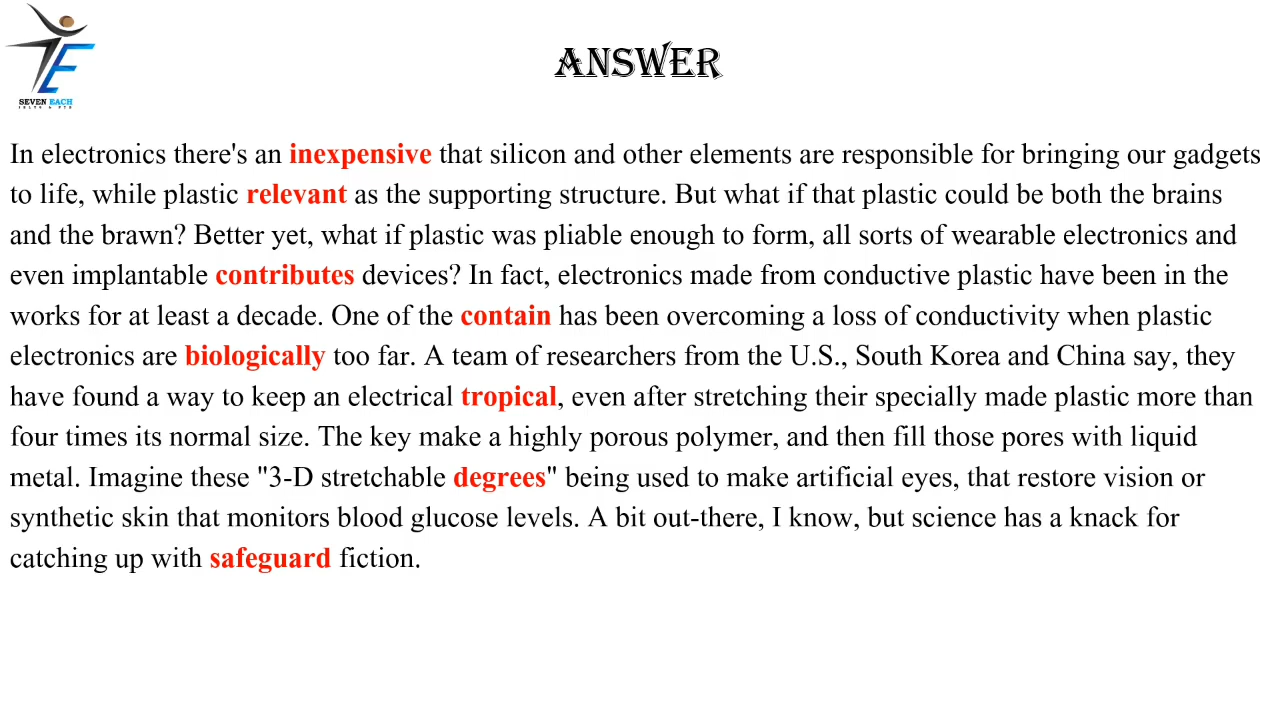 SEVEN EACH
IELTS & PTE
ANSWER
In electronics there's an inexpensive that silicon and other elements are responsible for bringing our gadgets
to life, while plastic relevant as the supporting structure. But what if that plastic could be both the brains
and the brawn? Better yet, what if plastic was pliable enough to form, all sorts of wearable electronics and
even implantable contributes devices? In fact, electronics made from conductive plastic have been in the
works for at least a decade. One of the contain has been overcoming a loss of conductivity when plastic
electronics are biologically too far. A team of researchers from the U.S., South Korea and China say, they
have found a way to keep an electrical tropical, even after stretching their specially made plastic more than
four times its normal size. The key make a highly porous polymer, and then fill those pores with liquid
metal. Imagine these "3-D stretchable degrees" being used to make artificial eyes, that restore vision or
synthetic skin that monitors blood glucose levels. A bit out-there, I know, but science has a knack for
catching up with safeguard fiction.